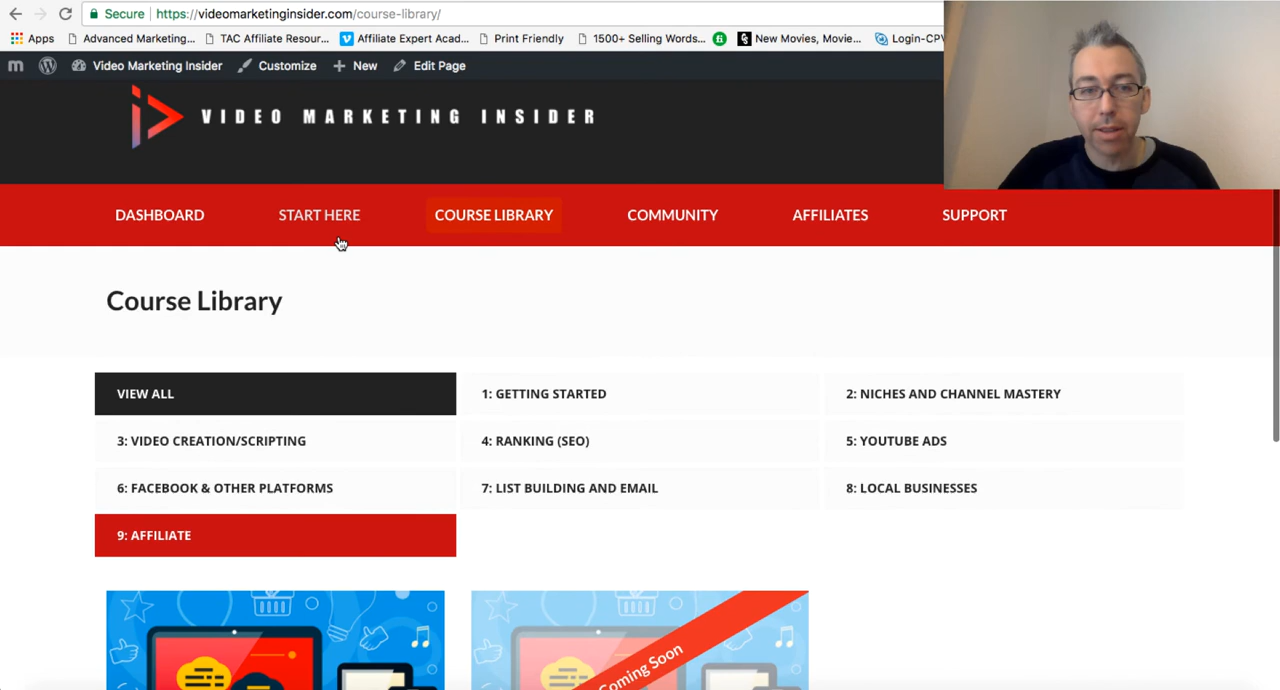 Secure https://videomarketinginsider.com/course-library/
Apps Advanced Marketing... TAC Affiliate Resour... Affiliate Expert Acad... Print Friendly 1500+ Selling Words... fi New Movies, Movie... Login-CPV
m Video Marketing Insider Customize + New Edit Page
VIDEO MARKETING INSIDER
DASHBOARD START HERE COURSE LIBRARY COMMUNITY AFFILIATES SUPPORT
Course Library
VIEW ALL 1: GETTING STARTED 2: NICHES AND CHANNEL MASTERY
3: VIDEO CREATION/SCRIPTING 4: RANKING (SEO) 5: YOUTUBE ADS
6: FACEBOOK & OTHER PLATFORMS 7: LIST BUILDING AND EMAIL 8: LOCAL BUSINESSES
9: AFFILIATE
Coming Soon